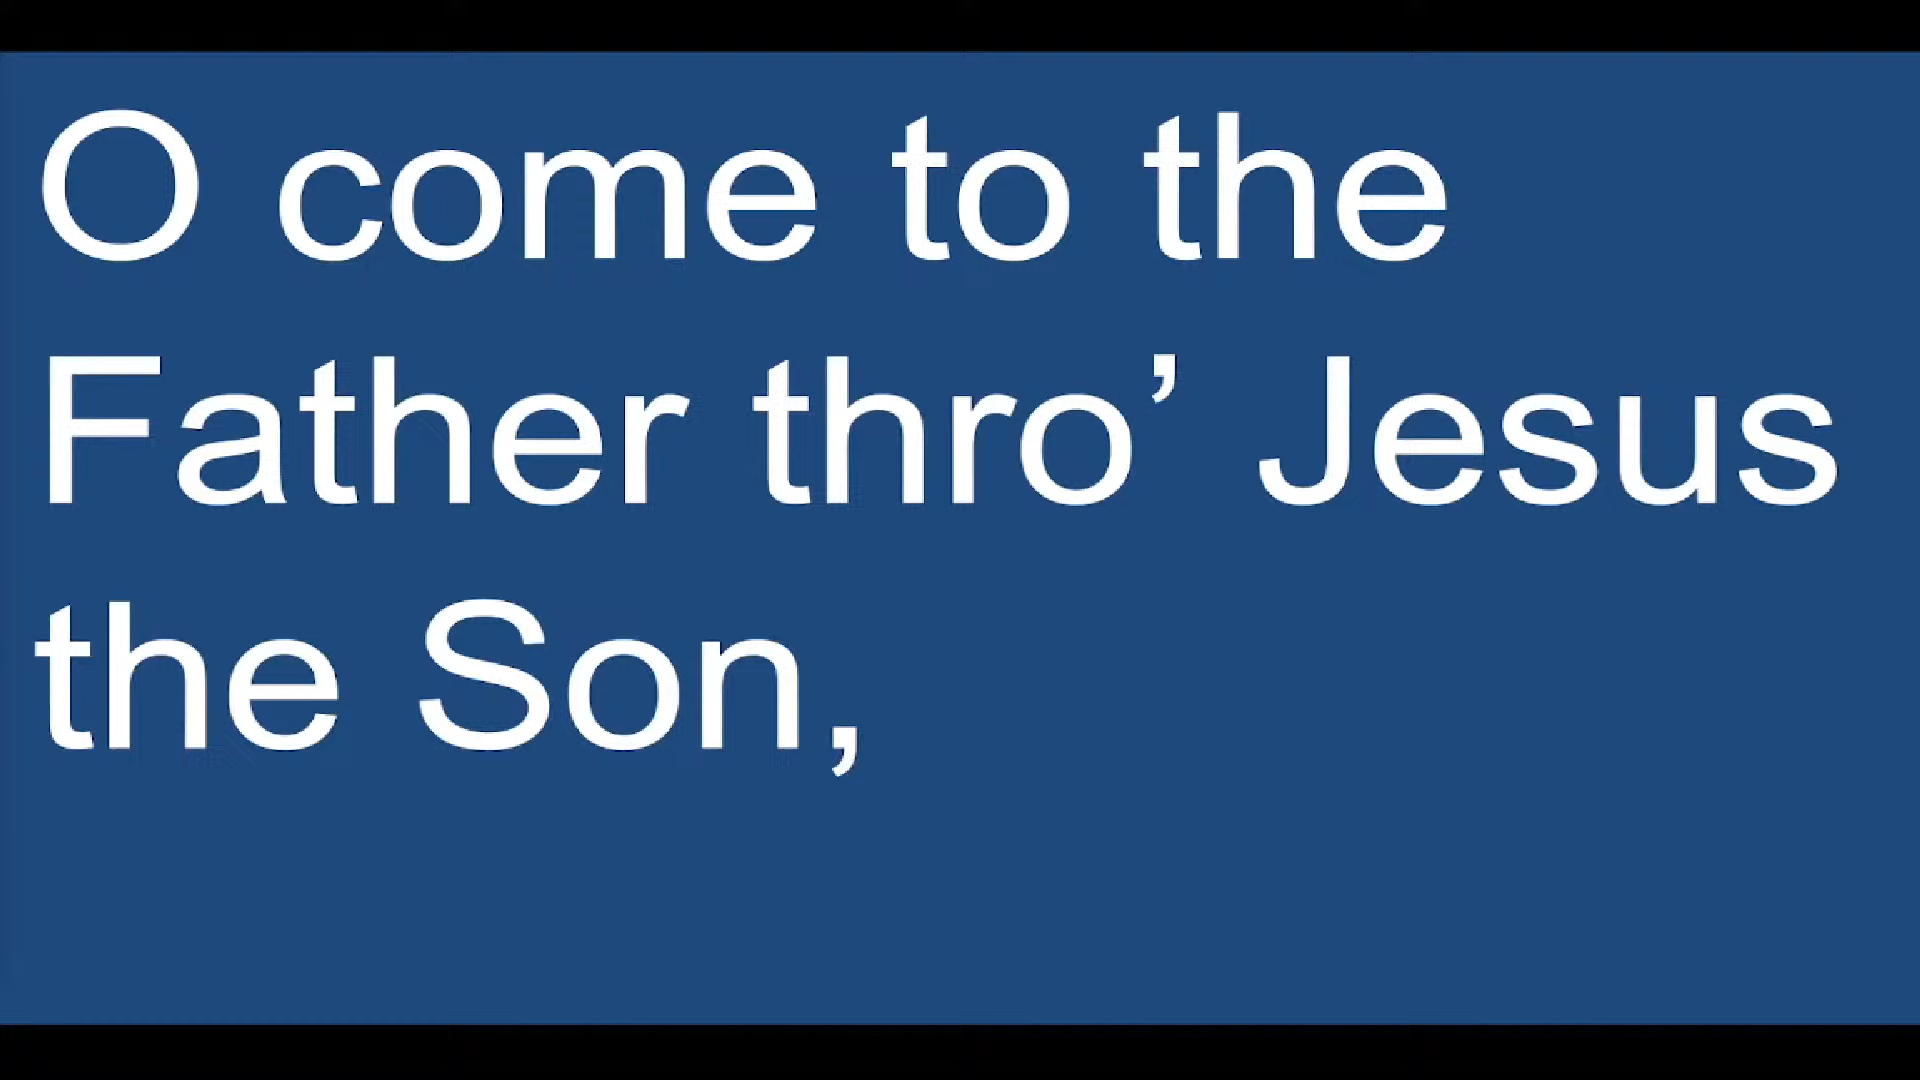 O come to the
Father thro’ Jesus
the Son,